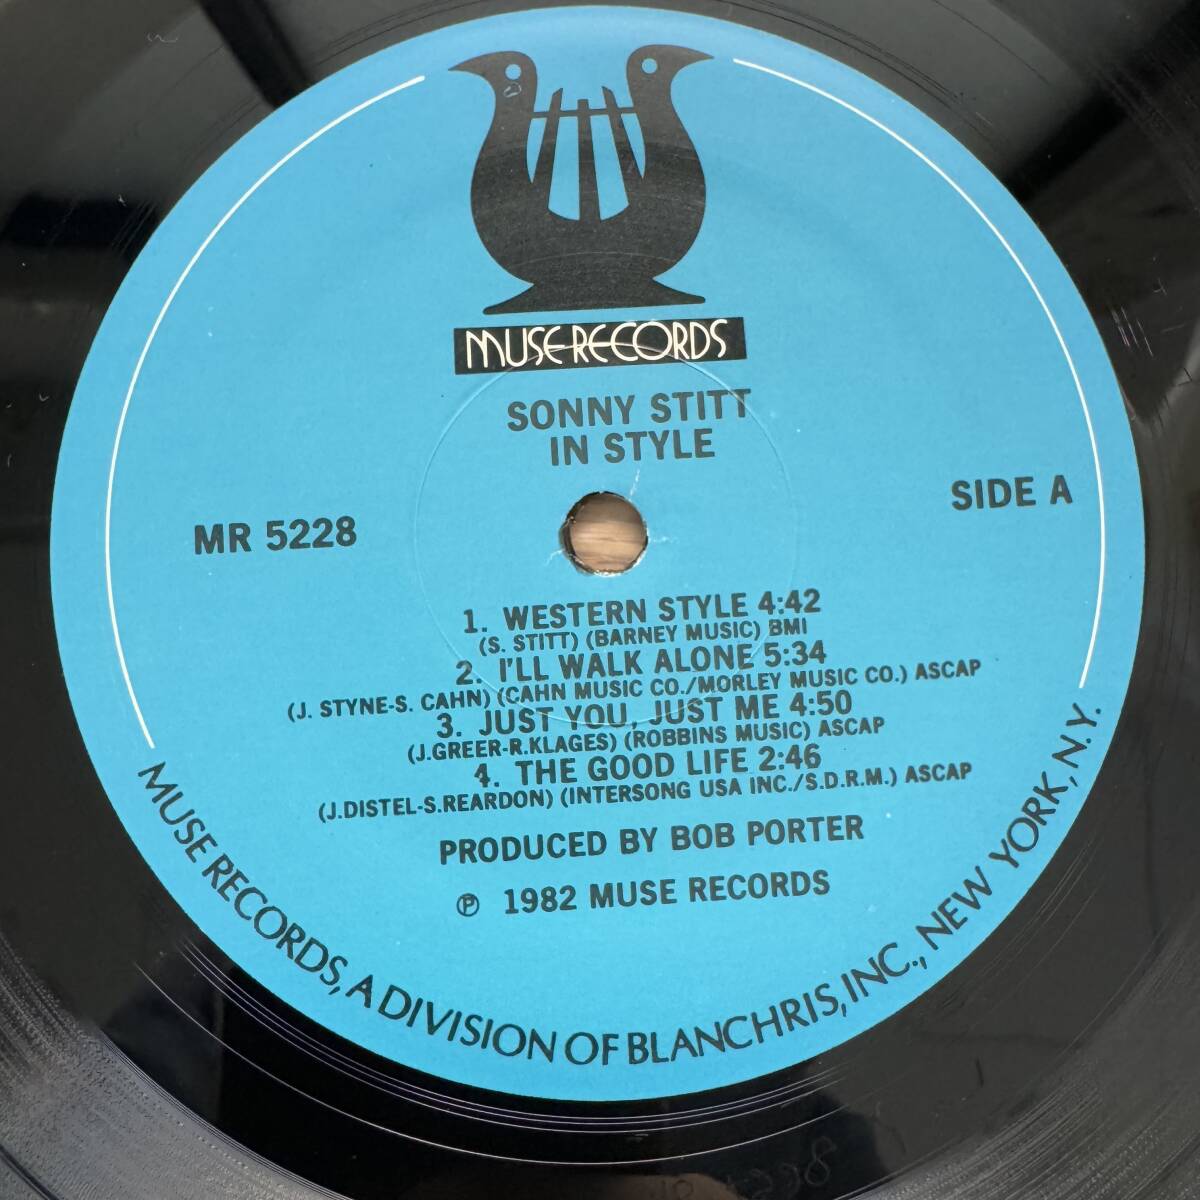 MUSE RECORDS
SONNY STITT
IN STYLE
MR 5228
SIDE A
1. WESTERN STYLE 4:42
(S. STITT) (BARNEY MUSIC) BMI
2. I'LL WALK ALONE 5:34
(J. STYNE-S. CAHN) (CAHN MUSIC CO./MORLEY MUSIC CO.) ASCAP
3. JUST YOU, JUST ME 4:50
(J.GREER-R.KLAGES) (ROBBINS MUSIC) ASCAP
4. THE GOOD LIFE 2:46
(J.DISTEL-S.REARDON) (INTERSONG USA INC./S.D.R.M.) ASCAP
PRODUCED BY BOB PORTER
℗ 1982 MUSE RECORDS
MUSE RECORDS, A DIVISION OF BLANCHRIS, INC., NEW YORK, N.Y.